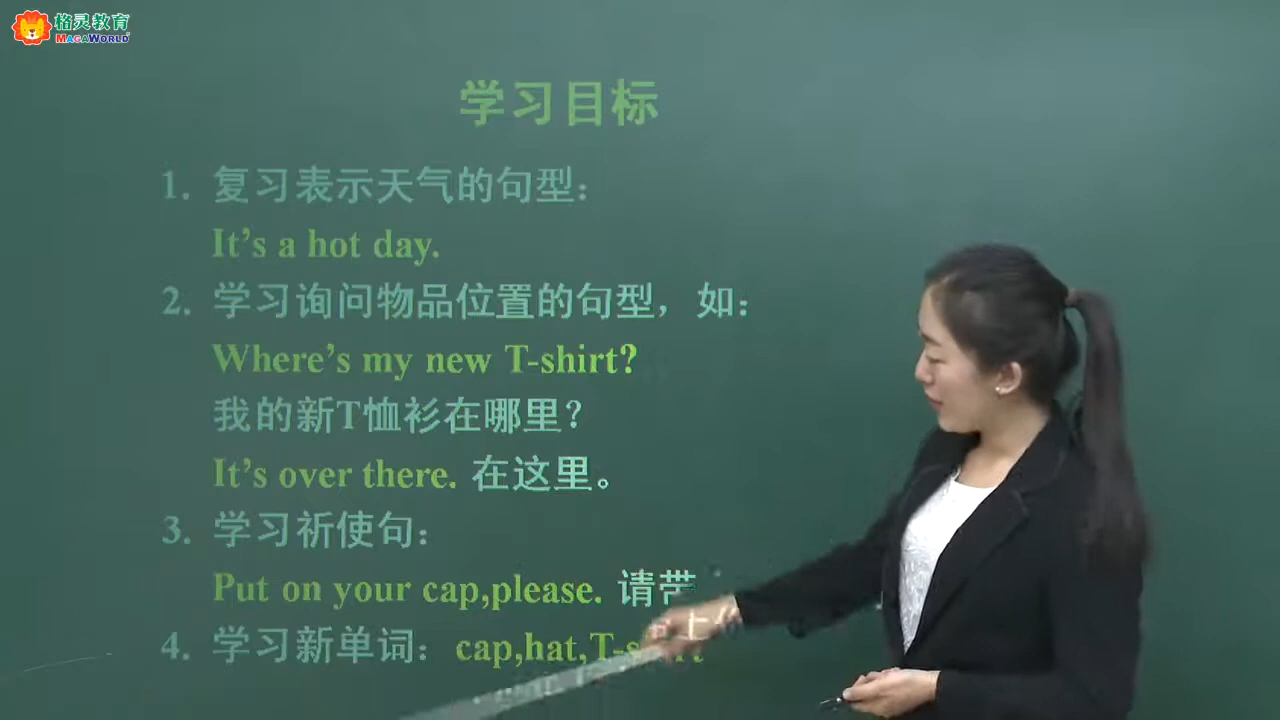 格灵教育
MAGAWORLD
学习目标
1. 复习表示天气的句型：
It's a hot day.
2. 学习询问物品位置的句型，如：
Where's my new T-shirt?
我的新T恤衫在哪里？
It's over there. 在这里。
3. 学习祈使句：
Put on your cap,please. 请带上
4. 学习新单词：cap,hat,T-shirt